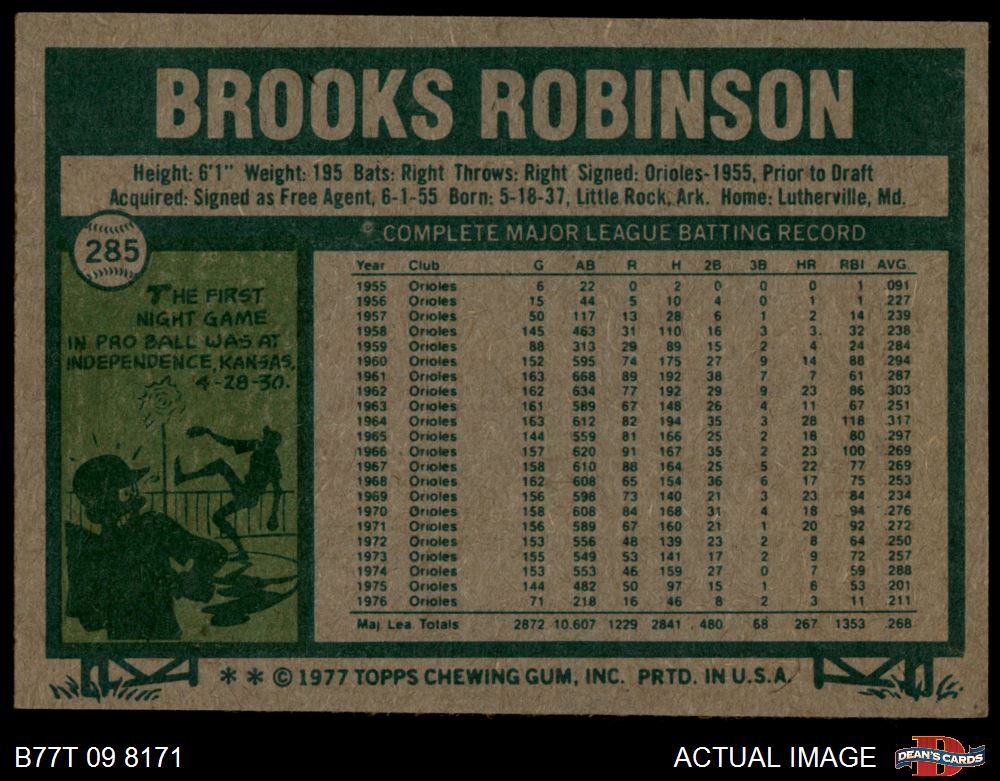 BROOKS ROBINSON
Height: 6'1" Weight: 195 Bats: Right Throws: Right Signed: Orioles-1955, Prior to Draft
Acquired: Signed as Free Agent, 6-1-55 Born: 5-18-37, Little Rock, Ark. Home: Lutherville, Md.
285
THE FIRST
NIGHT GAME
IN PRO BALL WAS AT
INDEPENDENCE, KANSAS,
4-28-30.
COMPLETE MAJOR LEAGUE BATTING RECORD
Year Club G AB R H 2B 3B HR RBI AVG.
1955 Orioles 6 22 0 2 0 0 0 1 .091
1956 Orioles 15 44 5 10 4 0 1 1 .227
1957 Orioles 50 117 13 28 6 1 2 14 .239
1958 Orioles 145 463 31 110 16 3 3 32 .238
1959 Orioles 88 313 29 89 15 2 4 24 .284
1960 Orioles 152 595 74 175 27 9 14 88 .294
1961 Orioles 163 668 89 192 38 7 7 61 .287
1962 Orioles 162 634 77 192 29 9 23 86 .303
1963 Orioles 161 589 67 148 26 4 11 67 .251
1964 Orioles 163 612 82 194 35 3 28 118 .317
1965 Orioles 144 559 81 166 25 2 18 80 .297
1966 Orioles 157 620 91 167 35 2 23 100 .269
1967 Orioles 158 610 88 164 25 5 22 77 .269
1968 Orioles 162 608 65 154 36 6 17 75 .253
1969 Orioles 156 598 73 140 21 3 23 84 .234
1970 Orioles 158 608 84 168 31 4 18 94 .276
1971 Orioles 156 589 67 160 21 1 20 92 .272
1972 Orioles 153 556 48 139 23 2 8 64 .250
1973 Orioles 155 549 53 141 17 2 9 72 .257
1974 Orioles 153 553 46 159 27 0 7 59 .288
1975 Orioles 144 482 50 97 15 1 6 53 .201
1976 Orioles 71 218 16 46 8 2 3 11 .211
Maj. Lea. Totals 2872 10.607 1229 2841 480 68 267 1353 .268
* * © 1977 TOPPS CHEWING GUM, INC. PRTD. IN U.S.A.
B77T 09 8171
ACTUAL IMAGE
DEAN'S CARDS